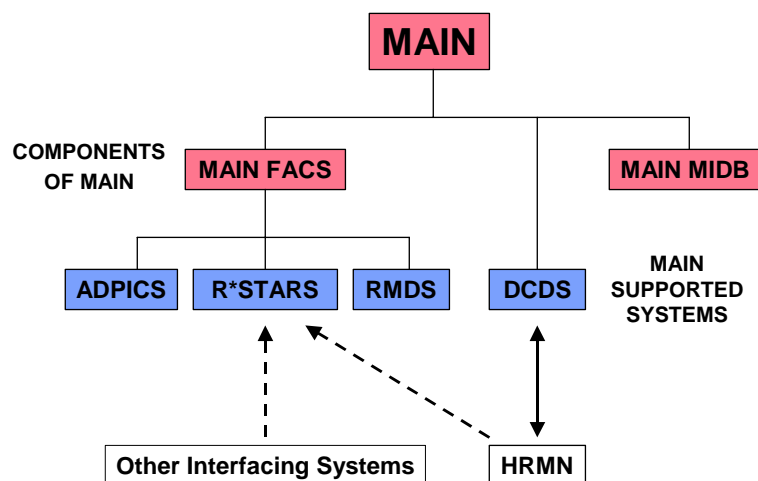 MAIN
COMPONENTS
OF MAIN
MAIN FACS
MAIN MIDB
ADPICS
R*STARS
RMDS
DCDS
MAIN
SUPPORTED
SYSTEMS
Other Interfacing Systems
HRMN